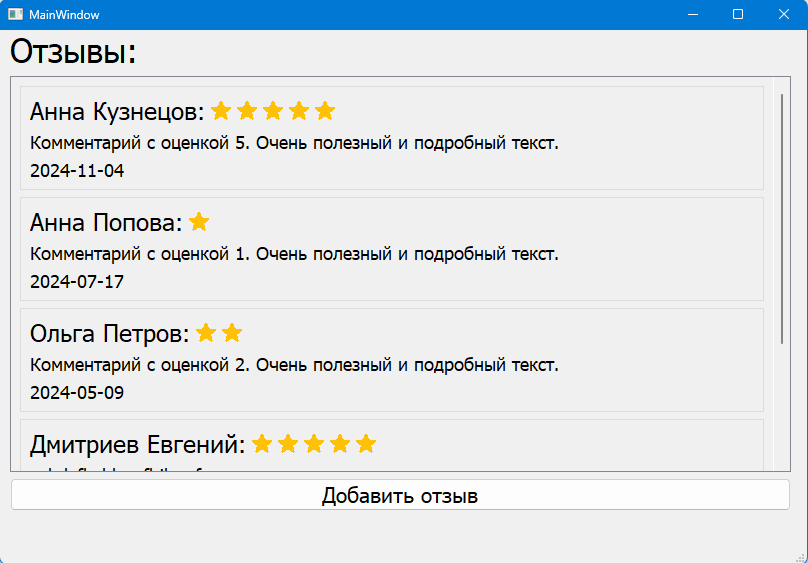 MainWindow
Отзывы:
Анна Кузнецов:
Комментарий с оценкой 5. Очень полезный и подробный текст.
2024-11-04
Анна Попова:
Комментарий с оценкой 1. Очень полезный и подробный текст.
2024-07-17
Ольга Петров:
Комментарий с оценкой 2. Очень полезный и подробный текст.
2024-05-09
Дмитриев Евгений:
Добавить отзыв